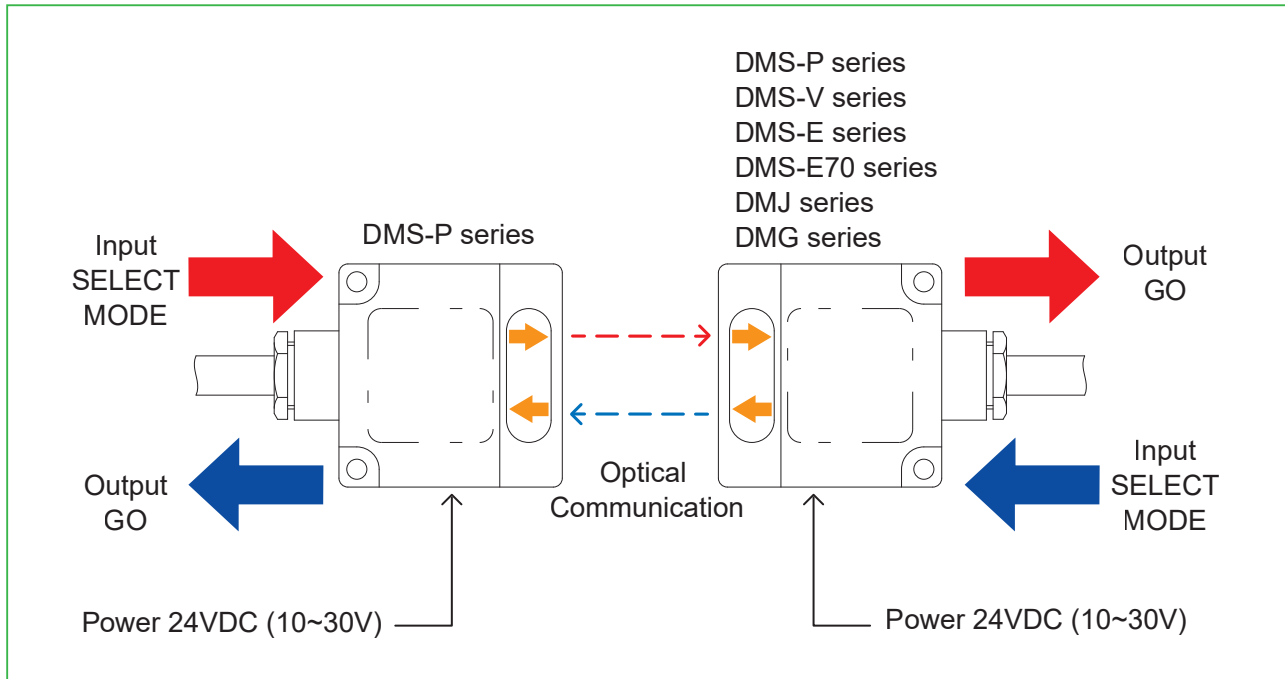 DMS-P series
DMS-V series
DMS-E series
DMS-E70 series
DMJ series
DMG series
DMS-P series
Input
SELECT
MODE
Output
GO
Output
GO
Optical
Communication
Input
SELECT
MODE
Power 24VDC (10~30V)
Power 24VDC (10~30V)